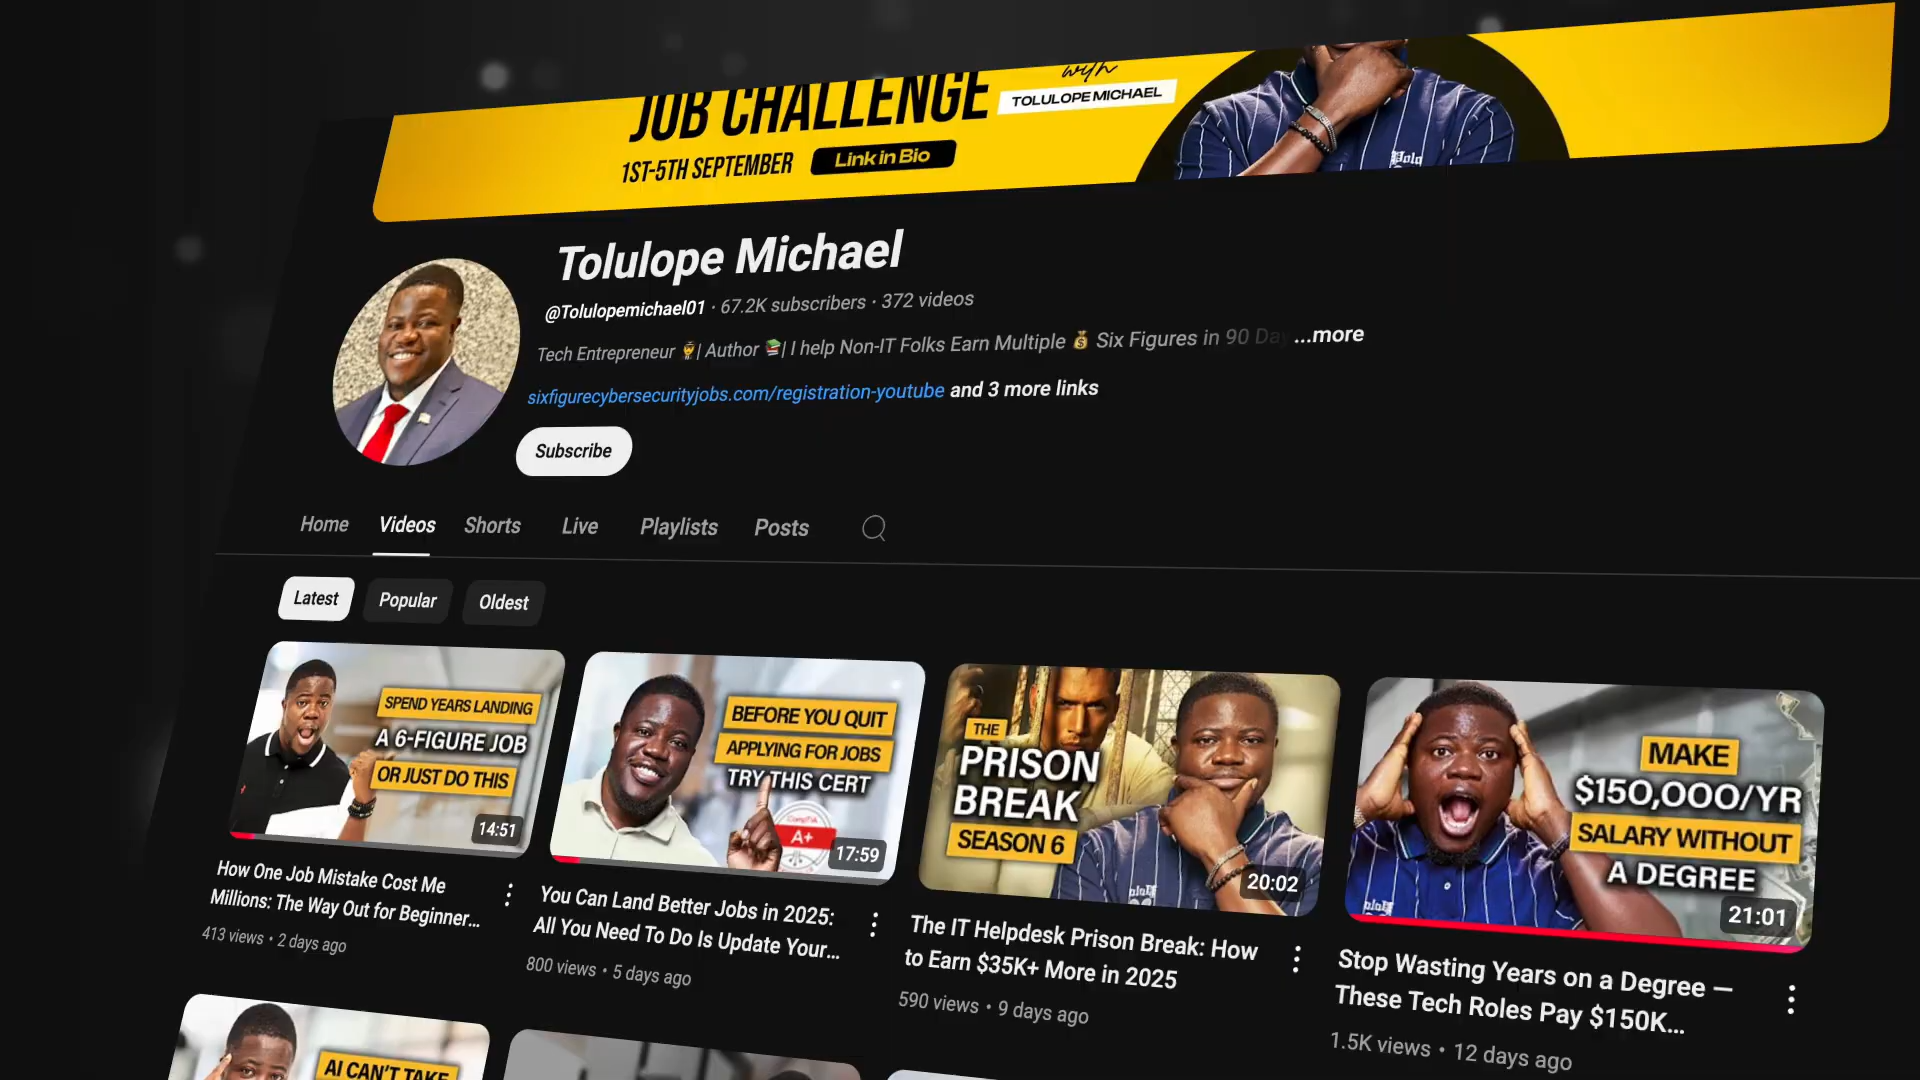 JOB CHALLENGE
with
TOLULOPE MICHAEL
1ST-5TH SEPTEMBER
Link in Bio
Polo
Tolulope Michael
@Tolulopemichael01 · 67.2K subscribers · 372 videos
Tech Entrepreneur 👨‍🎓| Author 📚| I help Non-IT Folks Earn Multiple 💰 Six Figures in 90 Da ...more
sixfigurecybersecurityjobs.com/registration-youtube and 3 more links
Subscribe
Home Videos Shorts Live Playlists Posts
Latest Popular Oldest
SPEND YEARS LANDING
A 6-FIGURE JOB
OR JUST DO THIS
14:51
BEFORE YOU QUIT
APPLYING FOR JOBS
TRY THIS CERT
CompTIA
A+
17:59
THE
PRISON
BREAK
SEASON 6
20:02
MAKE
$150,000/YR
SALARY WITHOUT
A DEGREE
21:01
How One Job Mistake Cost Me
Millions: The Way Out for Beginner...
413 views • 2 days ago
You Can Land Better Jobs in 2025:
All You Need To Do Is Update Your...
800 views • 5 days ago
The IT Helpdesk Prison Break: How
to Earn $35K+ More in 2025
590 views • 9 days ago
Stop Wasting Years on a Degree —
These Tech Roles Pay $150K...
1.5K views • 12 days ago
AI CAN'T TAKE